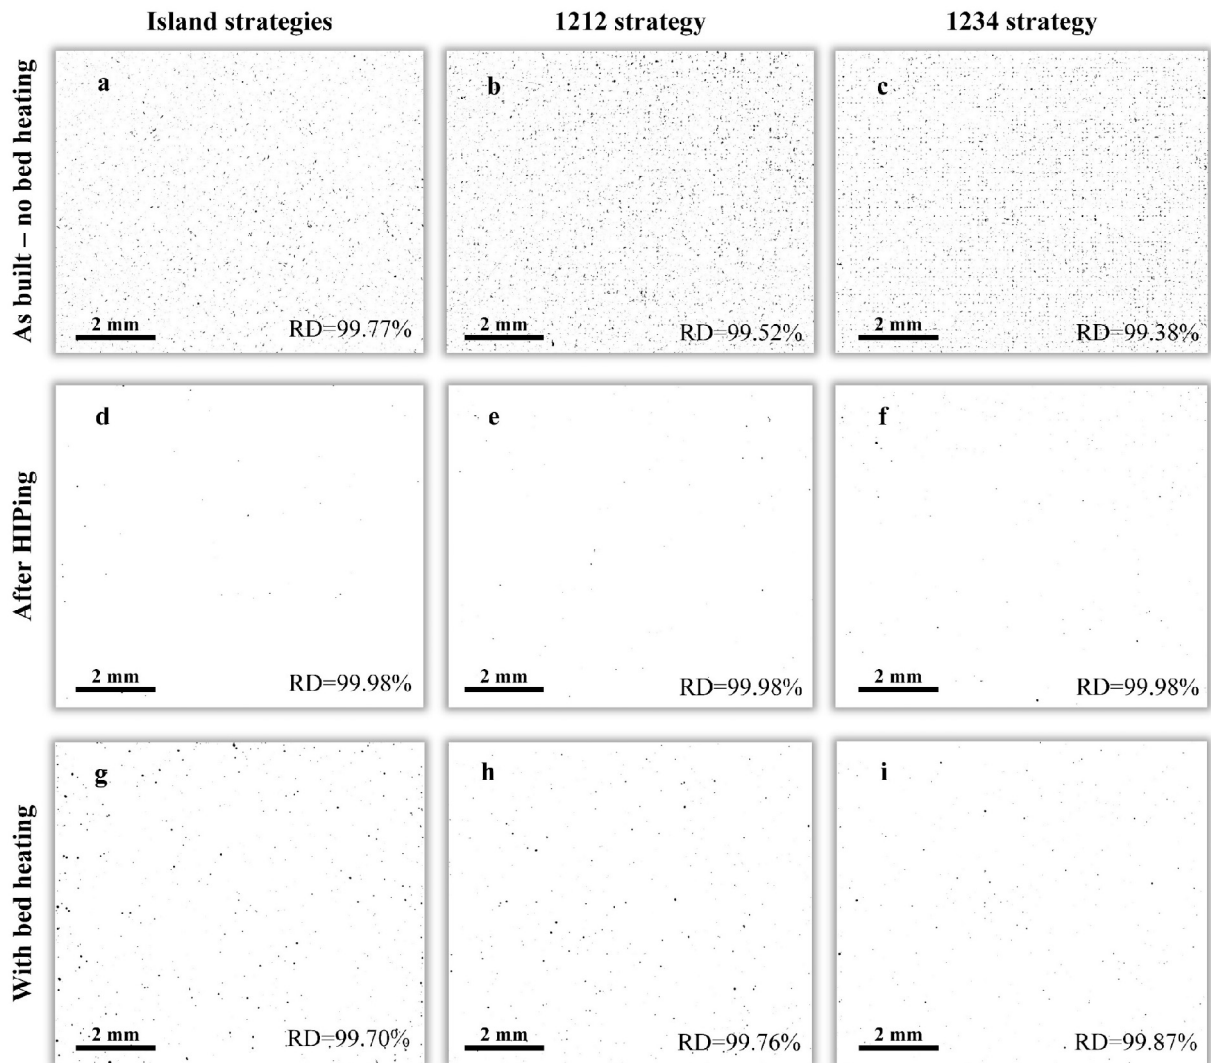 Island strategies
1212 strategy
1234 strategy
As built – no bed heating
a
2 mm
RD=99.77%
b
2 mm
RD=99.52%
c
2 mm
RD=99.38%
After HIPing
d
2 mm
RD=99.98%
e
2 mm
RD=99.98%
f
2 mm
RD=99.98%
With bed heating
g
2 mm
RD=99.70%
h
2 mm
RD=99.76%
i
2 mm
RD=99.87%